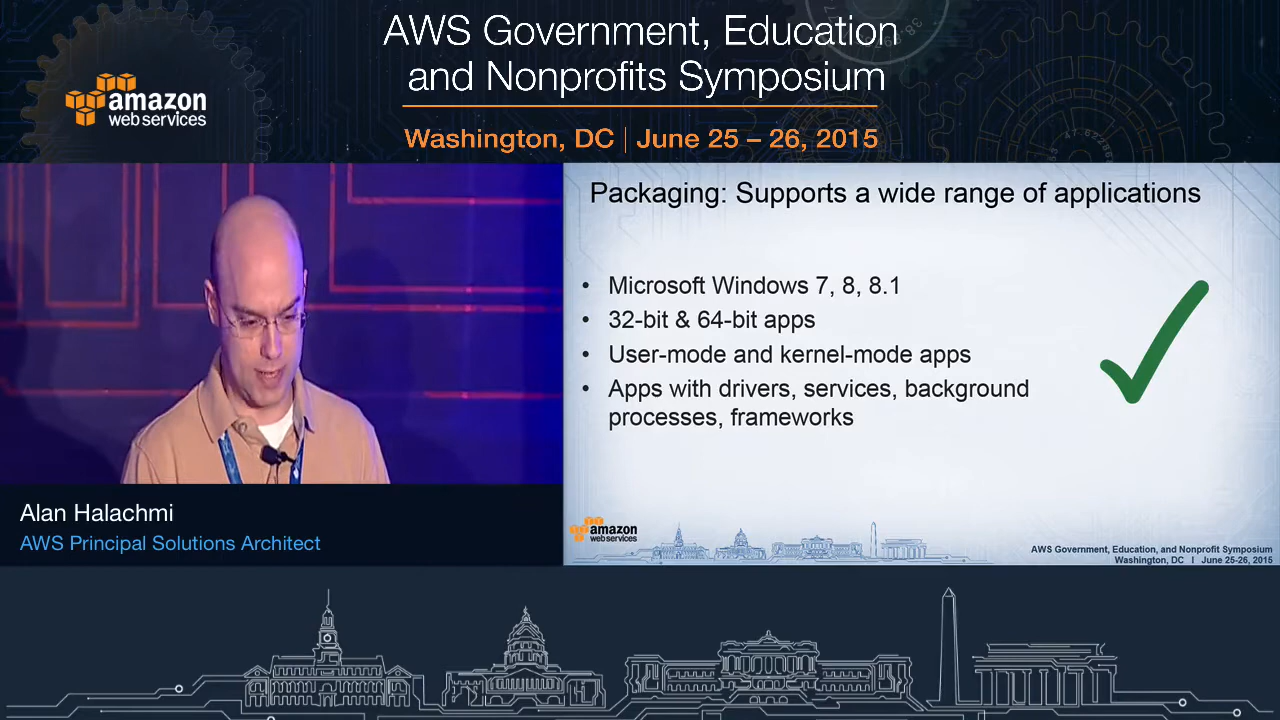 AWS Government, Education
and Nonprofits Symposium
amazon
web services
Washington, DC | June 25 – 26, 2015
Packaging: Supports a wide range of applications
• Microsoft Windows 7, 8, 8.1
• 32-bit & 64-bit apps
• User-mode and kernel-mode apps
• Apps with drivers, services, background
processes, frameworks
Alan Halachmi
AWS Principal Solutions Architect
amazon
web services
AWS Government, Education, and Nonprofit Symposium
Washington, DC | June 25-26, 2015